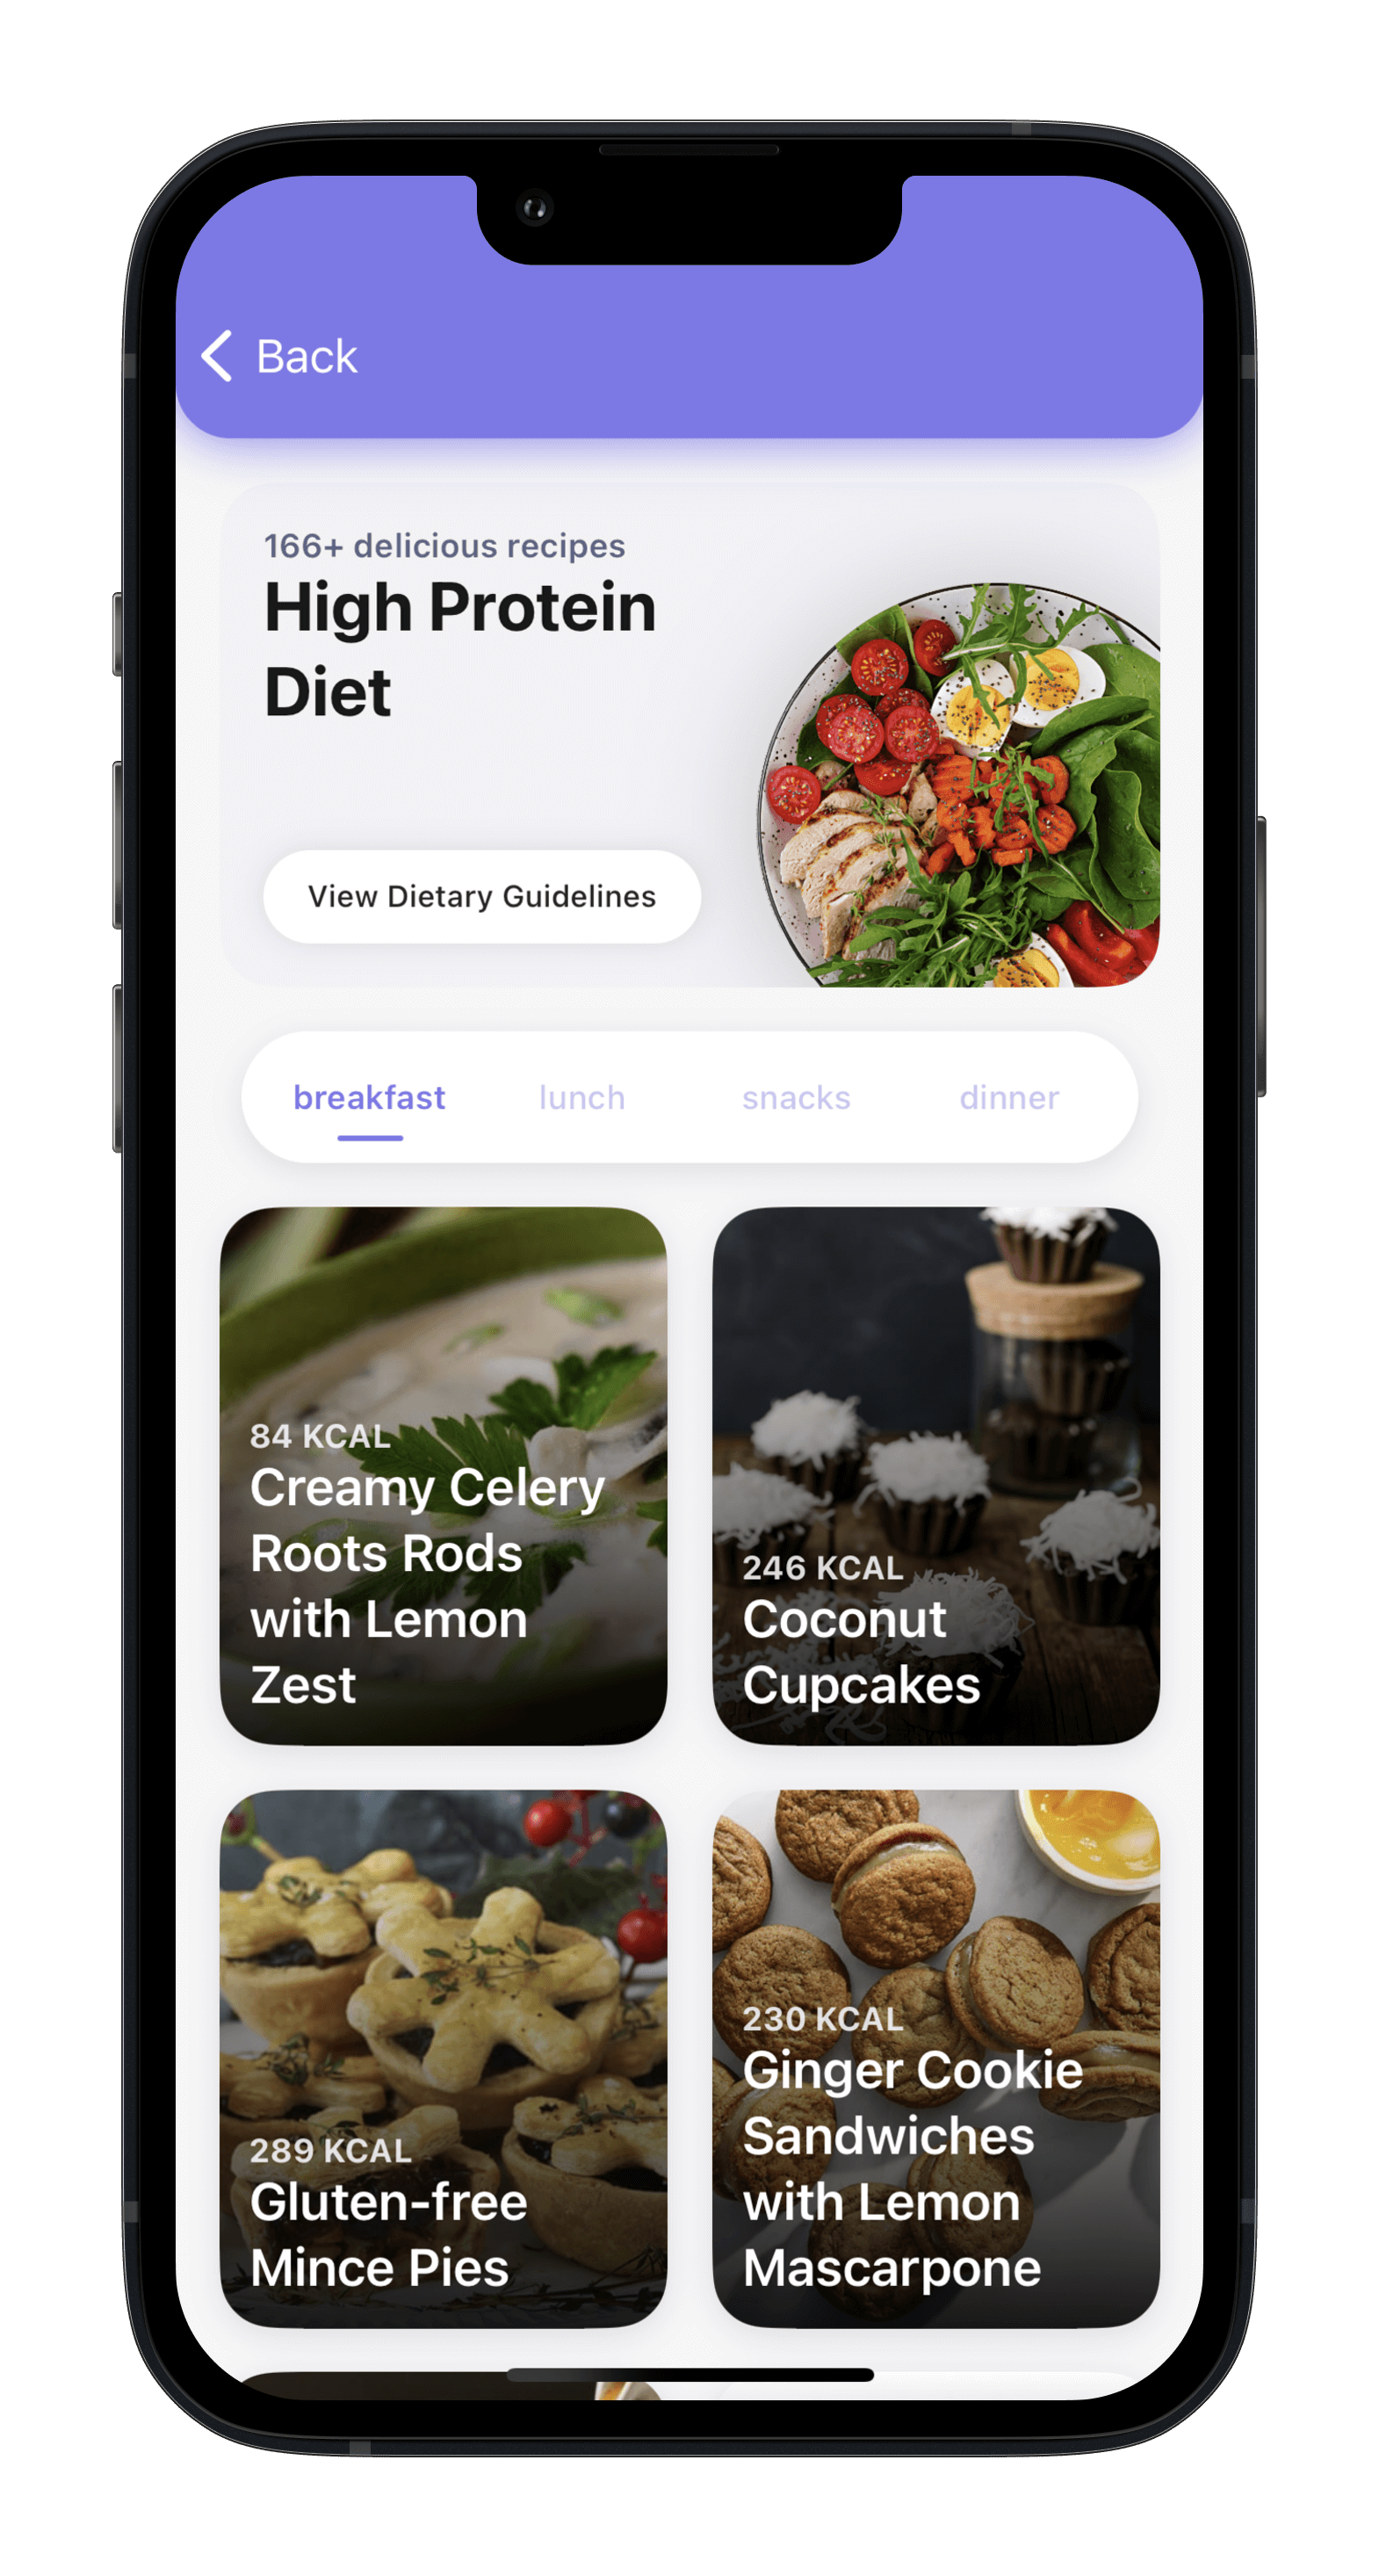 Back
166+ delicious recipes
High Protein
Diet
View Dietary Guidelines
breakfast lunch snacks dinner
84 KCAL
Creamy Celery
Roots Rods
with Lemon
Zest
246 KCAL
Coconut
Cupcakes
289 KCAL
Gluten-free
Mince Pies
230 KCAL
Ginger Cookie
Sandwiches
with Lemon
Mascarpone